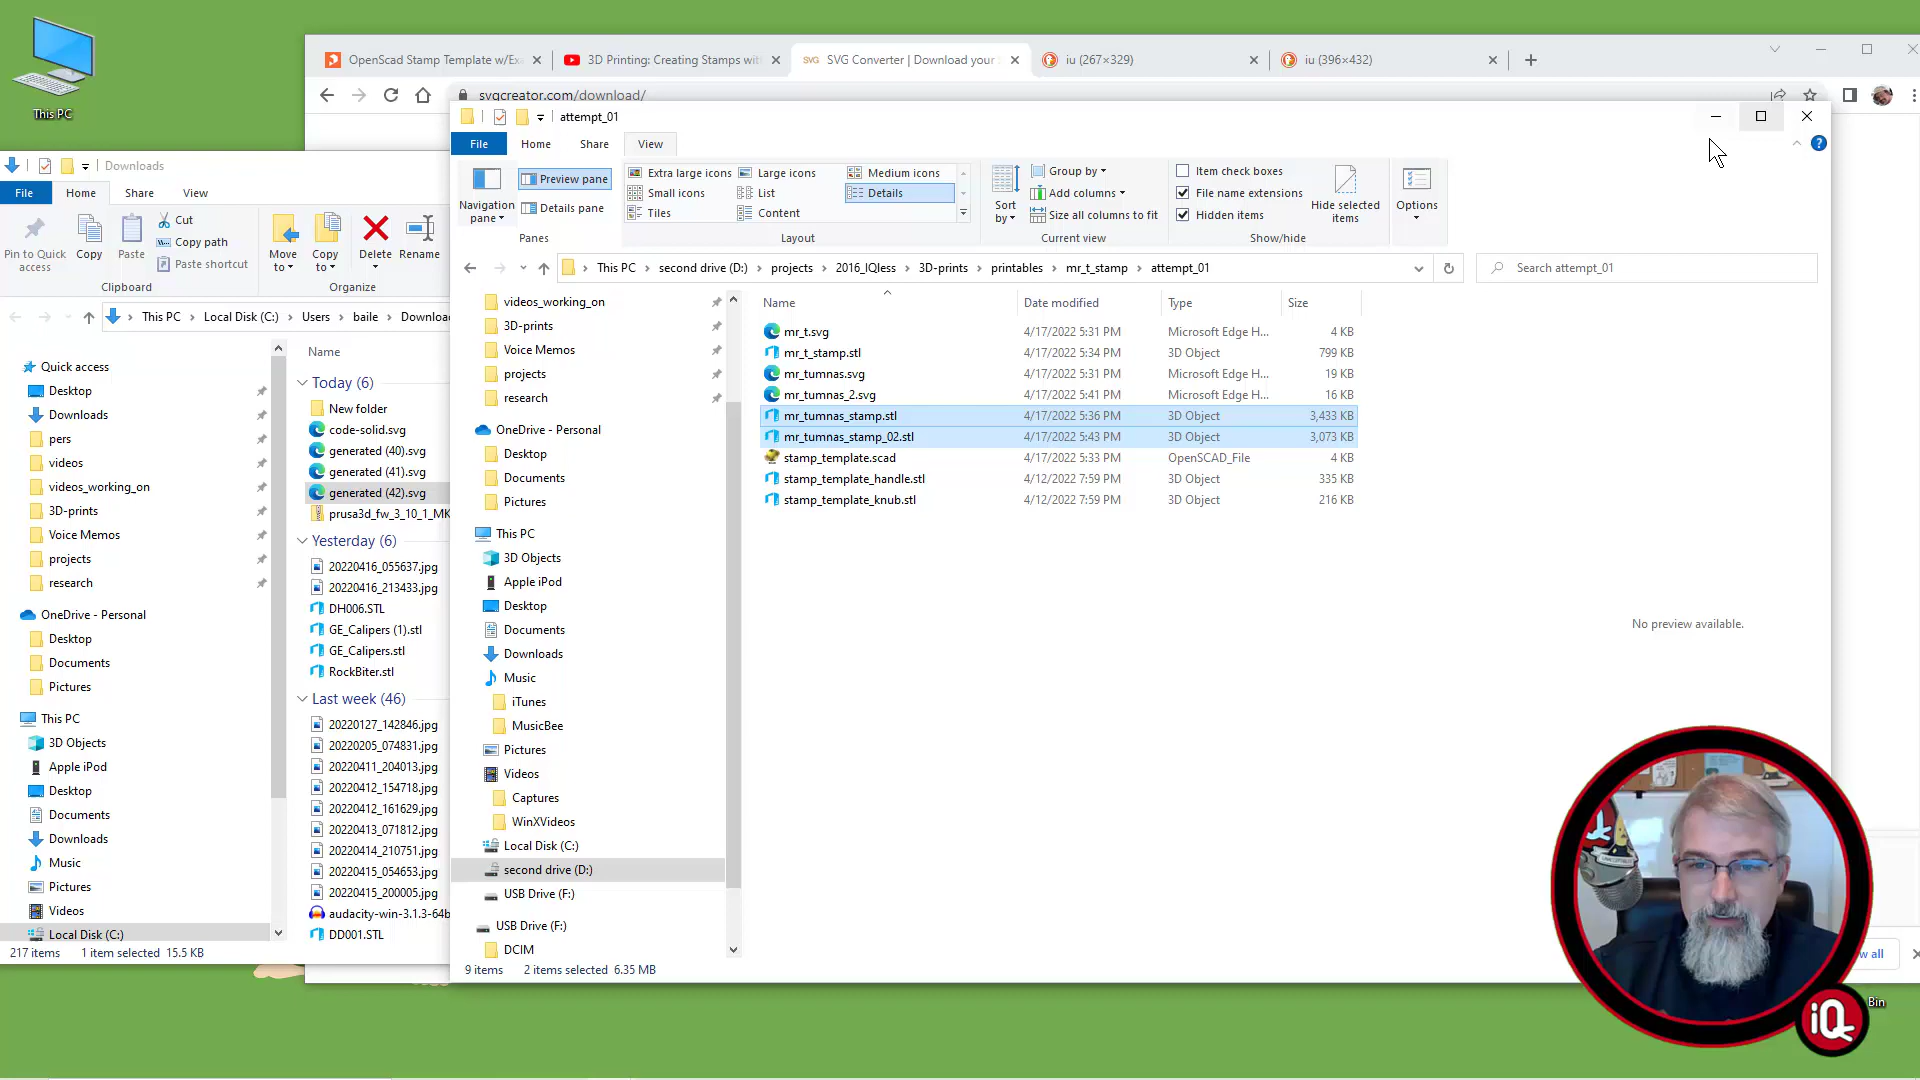 This PC
OpenScad Stamp Template w/Exa
3D Printing: Creating Stamps wit
SVG SVG Converter | Download your
iu (267×329)
iu (396×432)
svgcreator.com/download/
attempt_01
File Home Share View
Navigation pane
Preview pane
Details pane
Panes
Extra large icons Large icons Medium icons
Small icons List Details
Tiles Content
Layout
Sort by
Group by
Add columns
Size all columns to fit
Current view
Item check boxes
File name extensions
Hidden items
Hide selected items
Show/hide
Options
This PC second drive (D:) projects 2016_IQless 3D-prints printables mr_t_stamp attempt_01
Search attempt_01
videos_working_on
3D-prints
Voice Memos
projects
research
OneDrive - Personal
Desktop
Documents
Pictures
This PC
3D Objects
Apple iPod
Desktop
Documents
Downloads
Music
iTunes
MusicBee
Pictures
Videos
Captures
WinXVideos
Local Disk (C:)
second drive (D:)
USB Drive (F:)
USB Drive (F:)
DCIM
Name Date modified Type Size
mr_t.svg 4/17/2022 5:31 PM Microsoft Edge H... 4 KB
mr_t_stamp.stl 4/17/2022 5:34 PM 3D Object 799 KB
mr_tumnas.svg 4/17/2022 5:31 PM Microsoft Edge H... 19 KB
mr_tumnas_2.svg 4/17/2022 5:41 PM Microsoft Edge H... 16 KB
mr_tumnas_stamp.stl 4/17/2022 5:36 PM 3D Object 3,433 KB
mr_tumnas_stamp_02.stl 4/17/2022 5:43 PM 3D Object 3,073 KB
stamp_template.scad 4/17/2022 5:33 PM OpenSCAD_File 4 KB
stamp_template_handle.stl 4/12/2022 7:59 PM 3D Object 335 KB
stamp_template_knub.stl 4/12/2022 7:59 PM 3D Object 216 KB
No preview available.
9 items 2 items selected 6.35 MB
Downloads
File Home Share View
Pin to Quick access
Copy
Paste
Cut
Copy path
Paste shortcut
Clipboard
Move to
Copy to
Delete
Rename
Organize
This PC Local Disk (C:) Users baile Downloa
Quick access
Desktop
Downloads
pers
videos
videos_working_on
3D-prints
Voice Memos
projects
research
OneDrive - Personal
Desktop
Documents
Pictures
This PC
3D Objects
Apple iPod
Desktop
Documents
Downloads
Music
Pictures
Videos
Local Disk (C:)
Name
Today (6)
New folder
code-solid.svg
generated (40).svg
generated (41).svg
generated (42).svg
prusa3d_fw_3_10_1_MK
Yesterday (6)
20220416_055637.jpg
20220416_213433.jpg
DH006.STL
GE_Calipers (1).stl
GE_Calipers.stl
RockBiter.stl
Last week (46)
20220127_142846.jpg
20220205_074831.jpg
20220411_204013.jpg
20220412_154718.jpg
20220412_161629.jpg
20220413_071812.jpg
20220414_210751.jpg
20220415_054653.jpg
20220415_200005.jpg
audacity-win-3.1.3-64b
DD001.STL
217 items 1 item selected 15.5 KB
w all
Bin
iQ